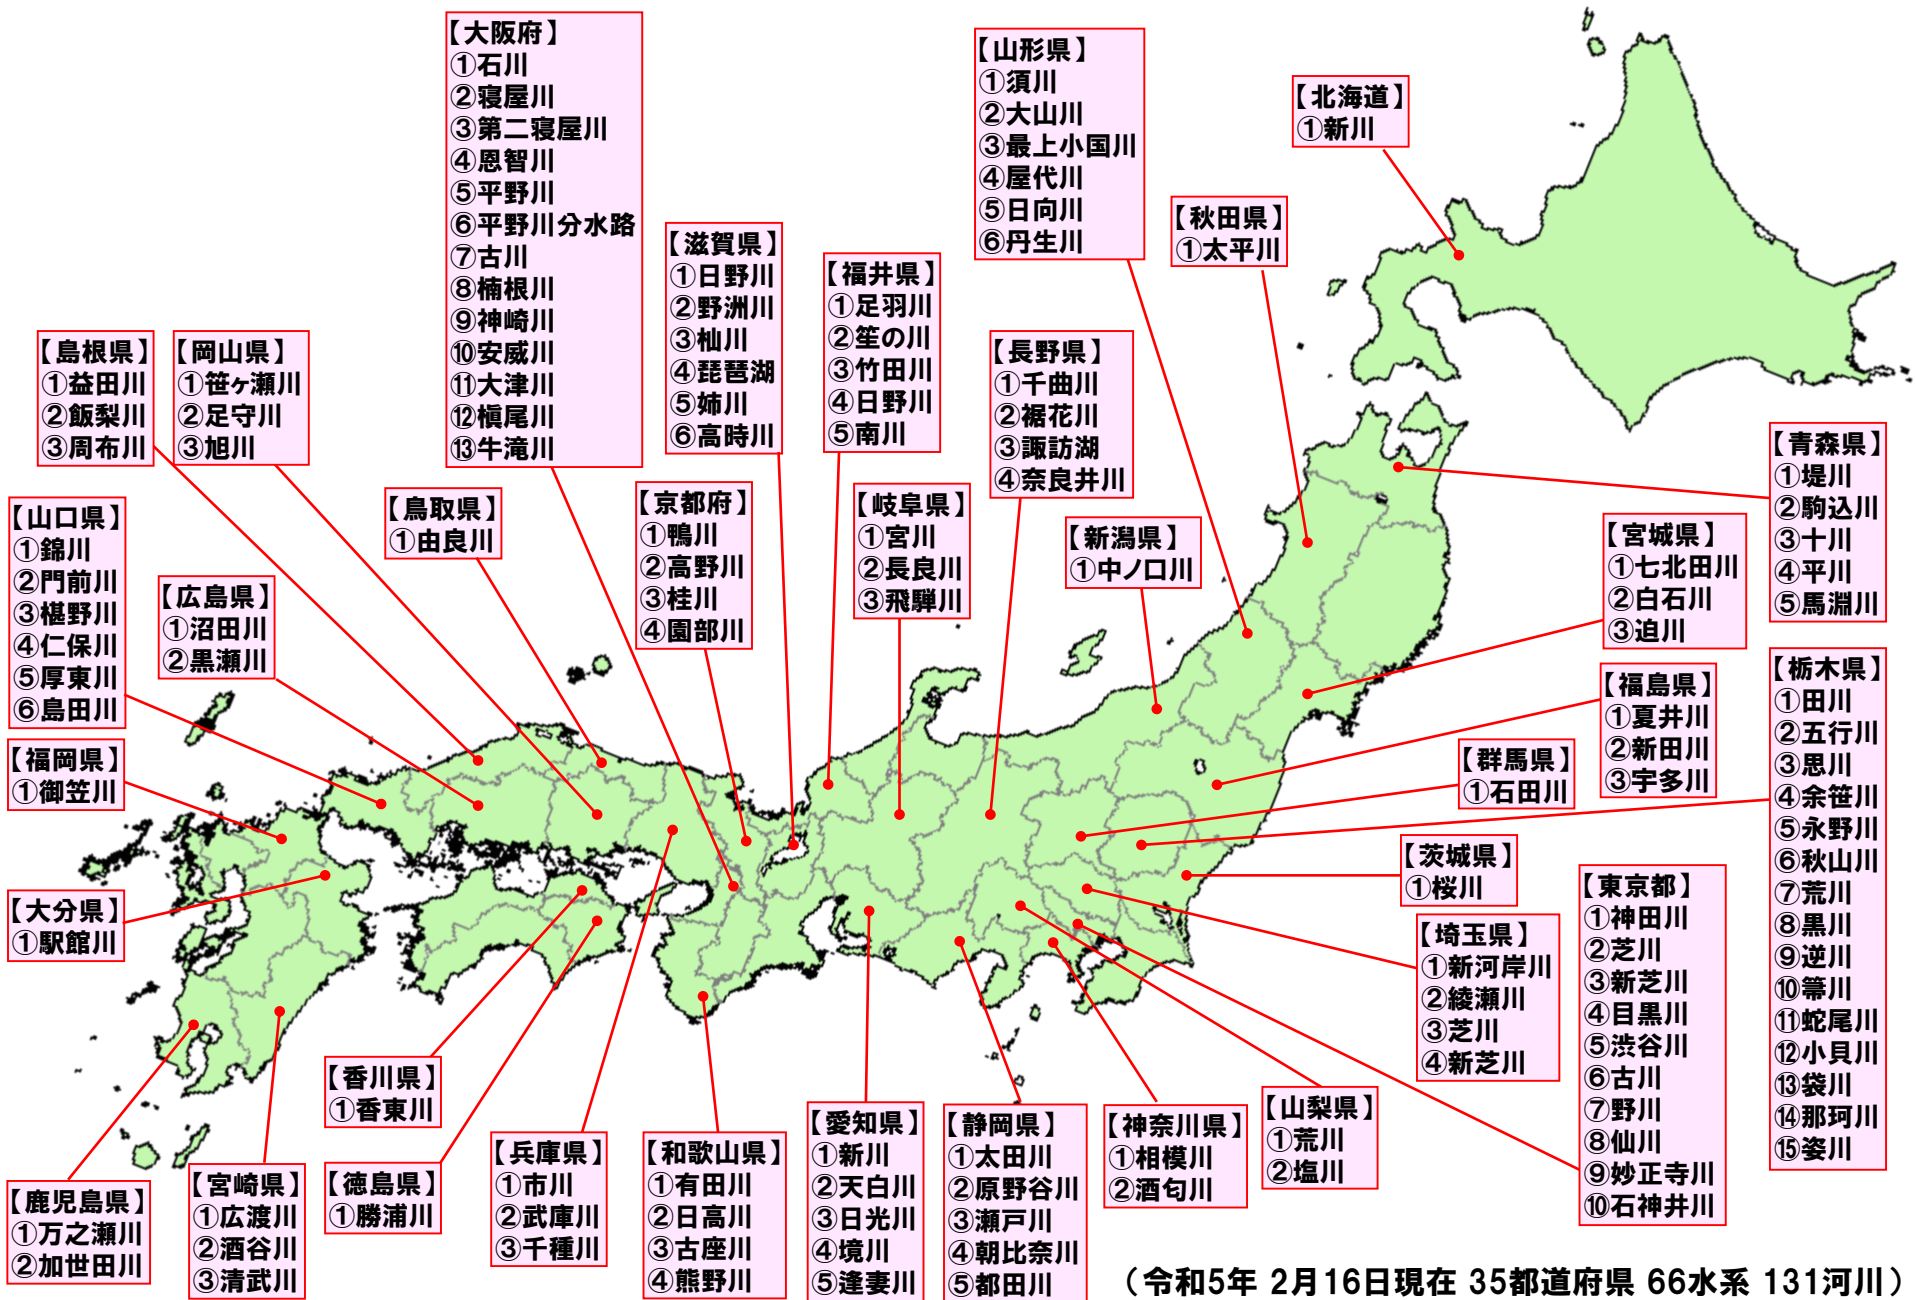 【大阪府】
①石川
②寝屋川
③第二寝屋川
④恩智川
⑤平野川
⑥平野川分水路
⑦古川
⑧楠根川
⑨神崎川
⑩安威川
⑪大津川
⑫槇尾川
⑬牛滝川
【山形県】
①須川
②大山川
③最上小国川
④屋代川
⑤日向川
⑥丹生川
【北海道】
①新川
【秋田県】
①太平川
【滋賀県】
①日野川
②野洲川
③杣川
④琵琶湖
⑤姉川
⑥高時川
【福井県】
①足羽川
②笙の川
③竹田川
④日野川
⑤南川
【島根県】
①益田川
②飯梨川
③周布川
【岡山県】
①笹ヶ瀬川
②足守川
③旭川
【長野県】
①千曲川
②裾花川
③諏訪湖
④奈良井川
【青森県】
①堤川
②駒込川
③十川
④平川
⑤馬淵川
【山口県】
①錦川
②門前川
③椹野川
④仁保川
⑤厚東川
⑥島田川
【鳥取県】
①由良川
【京都府】
①鴨川
②高野川
③桂川
④園部川
【岐阜県】
①宮川
②長良川
③飛騨川
【新潟県】
①中ノ口川
【宮城県】
①七北田川
②白石川
③迫川
【広島県】
①沼田川
②黒瀬川
【福島県】
①夏井川
②新田川
③宇多川
【栃木県】
①田川
②五行川
③思川
④余笹川
⑤永野川
⑥秋山川
⑦荒川
⑧黒川
⑨逆川
⑩箒川
⑪蛇尾川
⑫小貝川
⑬袋川
⑭那珂川
⑮姿川
【福岡県】
①御笠川
【群馬県】
①石田川
【茨城県】
①桜川
【東京都】
①神田川
②芝川
③新芝川
④目黒川
⑤渋谷川
⑥古川
⑦野川
⑧仙川
⑨妙正寺川
⑩石神井川
【大分県】
①駅館川
【埼玉県】
①新河岸川
②綾瀬川
③芝川
④新芝川
【香川県】
①香東川
【山梨県】
①荒川
②塩川
【愛知県】
①新川
②天白川
③日光川
④境川
⑤逢妻川
【静岡県】
①太田川
②原野谷川
③瀬戸川
④朝比奈川
⑤都田川
【神奈川県】
①相模川
②酒匂川
【兵庫県】
①市川
②武庫川
③千種川
【和歌山県】
①有田川
②日高川
③古座川
④熊野川
【徳島県】
①勝浦川
【宮崎県】
①広渡川
②酒谷川
③清武川
【鹿児島県】
①万之瀬川
②加世田川
（令和5年 2月16日現在 35都道府県 66水系 131河川）